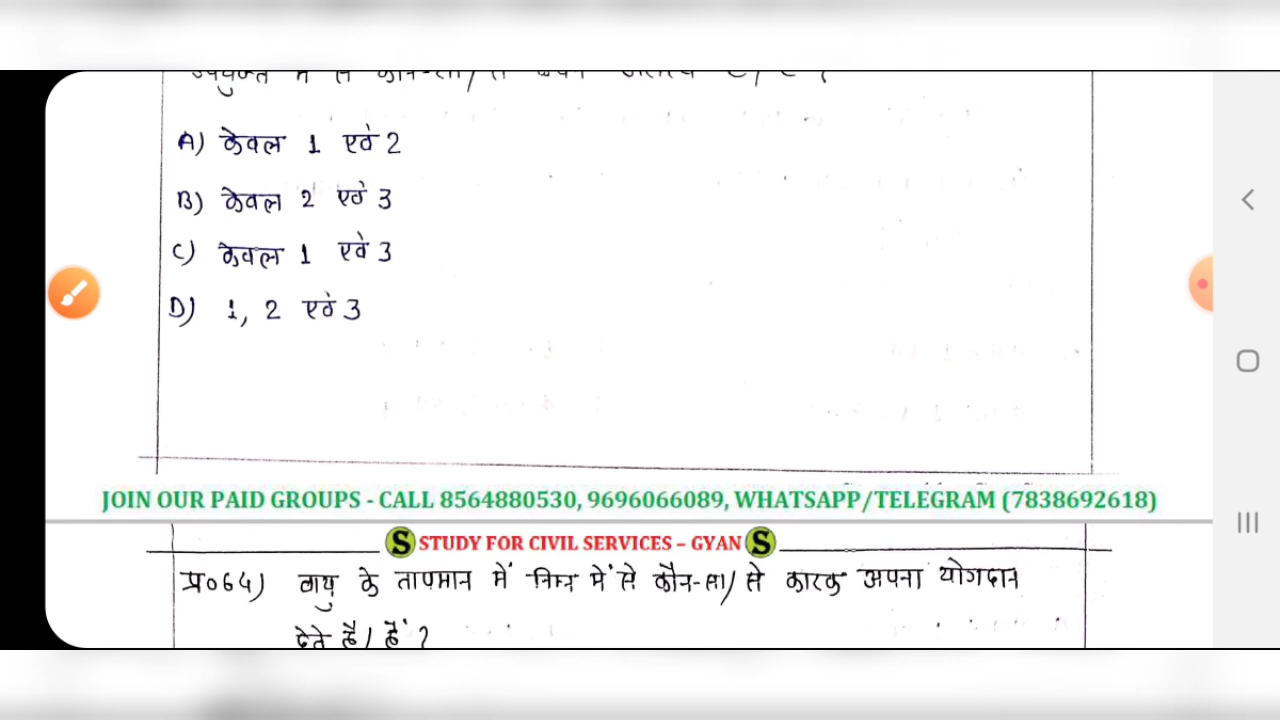 A) केवल 1 एवं 2
B) केवल 2 एवं 3
C) केवल 1 एवं 3
D) 1, 2 एवं 3
JOIN OUR PAID GROUPS - CALL 8564880530, 9696066089, WHATSAPP/TELEGRAM (7838692618)
S STUDY FOR CIVIL SERVICES – GYAN S
प्र०64) वायु के तापमान में निम्न में से कौन-सा/से कारक अपना योगदान
देते है/हैं ?